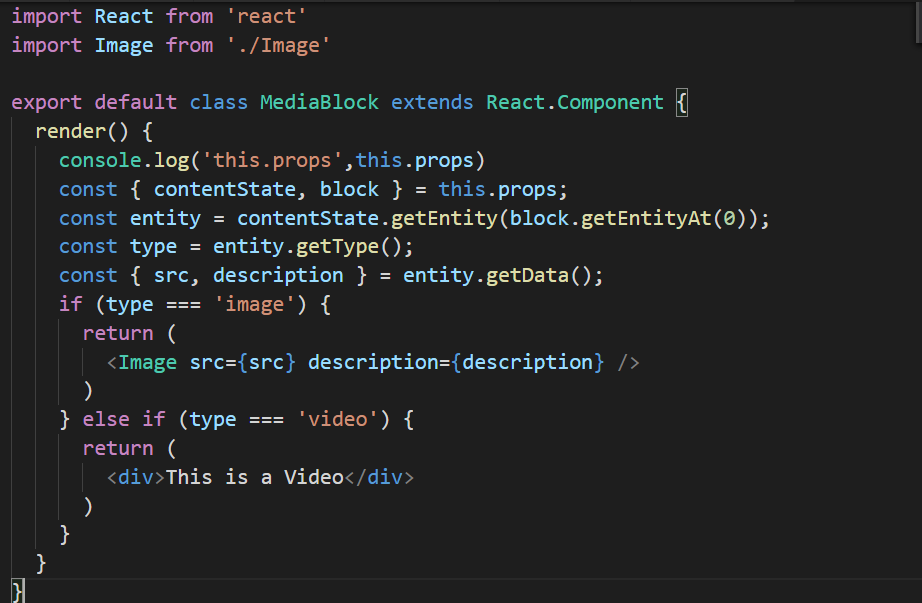 import React from 'react'
import Image from './Image'
export default class MediaBlock extends React.Component {
render() {
console.log('this.props',this.props)
const { contentState, block } = this.props;
const entity = contentState.getEntity(block.getEntityAt(0));
const type = entity.getType();
const { src, description } = entity.getData();
if (type === 'image') {
return (
<Image src={src} description={description} />
)
} else if (type === 'video') {
return (
<div>This is a Video</div>
)
}
}
}